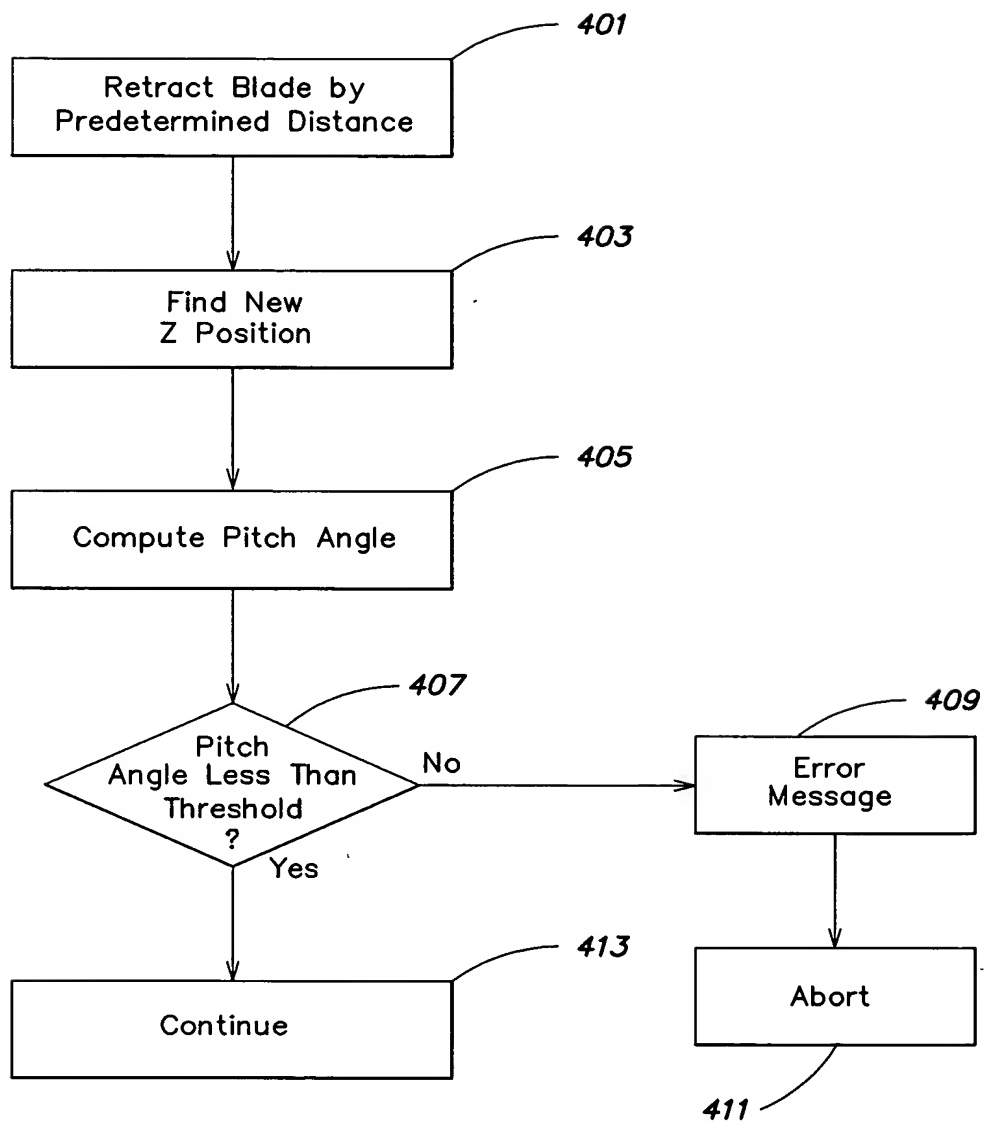 401
Retract Blade by
Predetermined Distance
403
Find New
Z Position
405
Compute Pitch Angle
407
Pitch
Angle Less Than
Threshold
?
No
Yes
409
Error
Message
413
Continue
Abort
411